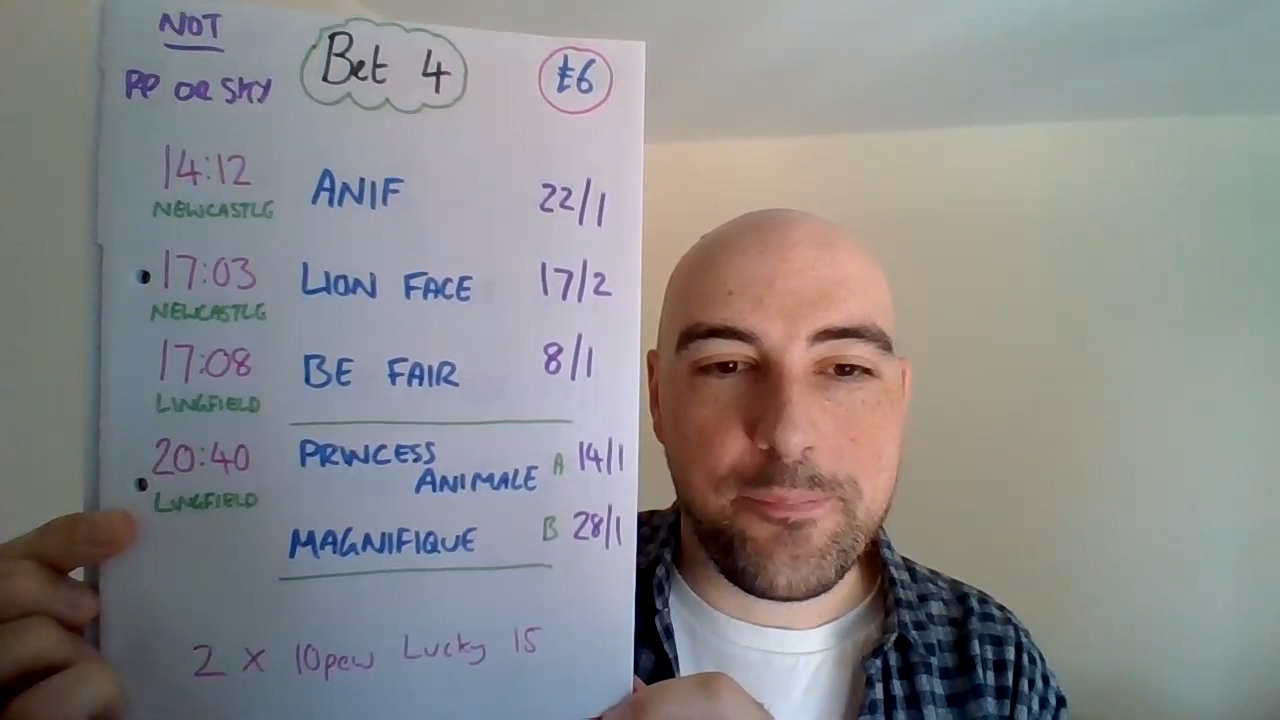 NOT
PP OR SKY
Bet 4
£6
14:12 ANIF 22/1
NEWCASTLE
17:03 LION FACE 17/2
NEWCASTLE
17:08 BE FAIR 8/1
LINGFIELD
20:40 PRINCESS ANIMALE A 14/1
LINGFIELD
MAGNIFIQUE B 28/1
2 x 10pew Lucky 15